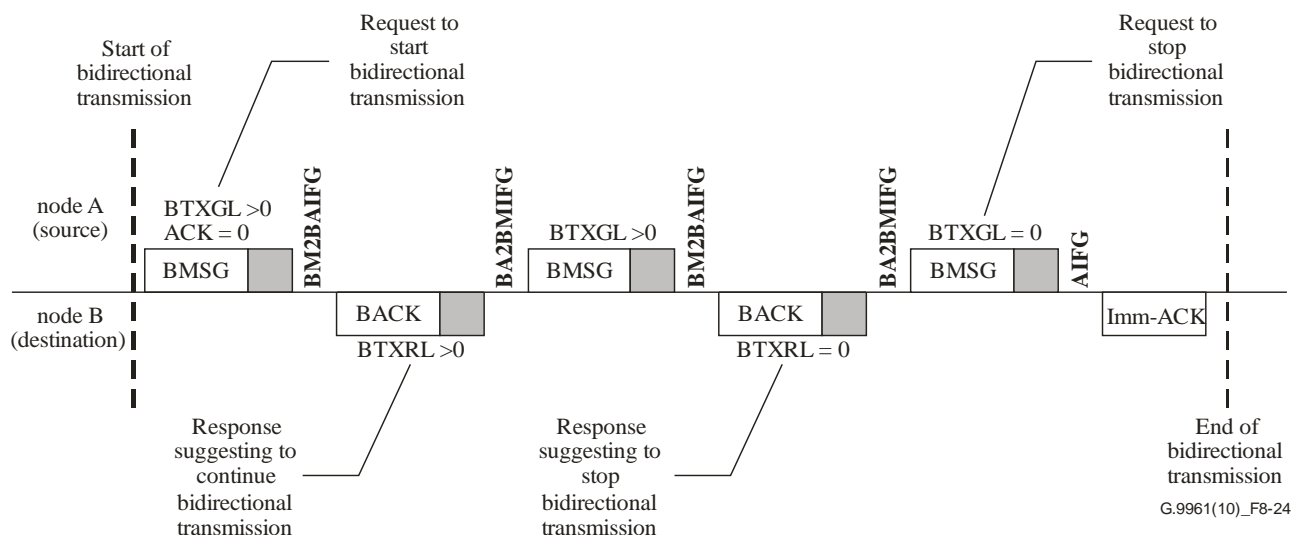 Start of
bidirectional
transmission
Request to
start
bidirectional
transmission
Request to
stop
bidirectional
transmission
node A
(source)
BTXGL >0
ACK = 0
BMSG
BM2BAIFG
BA2BMIFG
BTXGL >0
BMSG
BM2BAIFG
BA2BMIFG
BTXGL = 0
BMSG
AIFG
node B
(destination)
BACK
BTXRL >0
BACK
BTXRL = 0
Imm-ACK
Response
suggesting to
continue
bidirectional
transmission
Response
suggesting to
stop
bidirectional
transmission
End of
bidirectional
transmission
G.9961(10)_F8-24